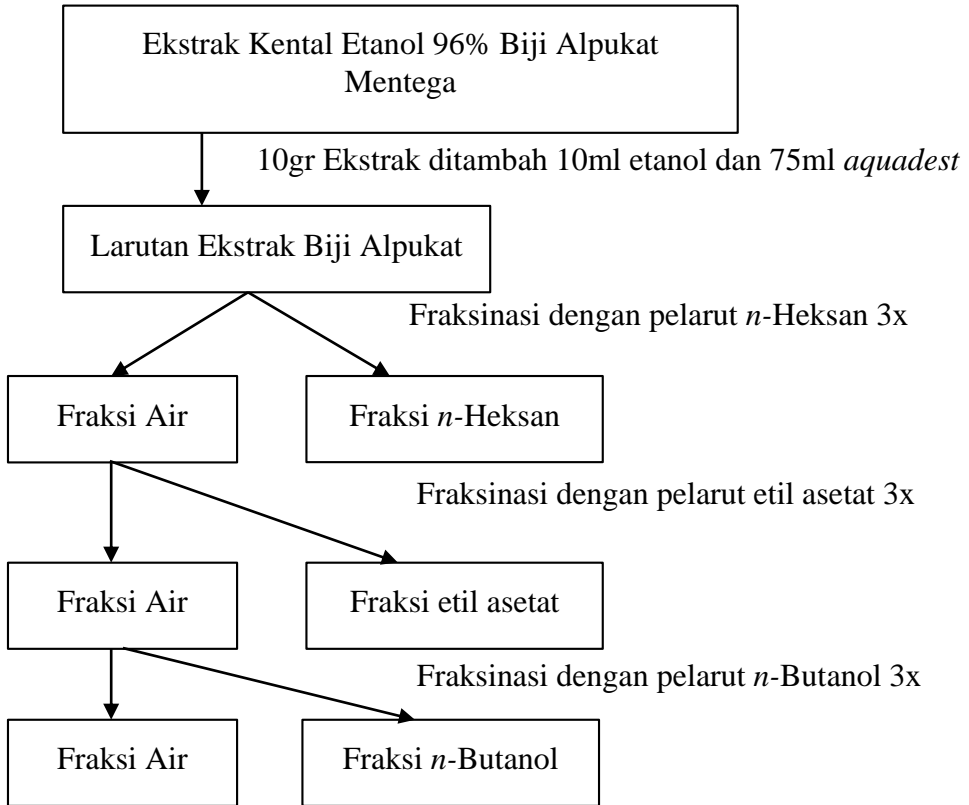 Ekstrak Kental Etanol 96% Biji Alpukat
Mentega
10gr Ekstrak ditambah 10ml etanol dan 75ml aquadest
Larutan Ekstrak Biji Alpukat
Fraksinasi dengan pelarut n-Heksan 3x
Fraksi Air
Fraksi n-Heksan
Fraksinasi dengan pelarut etil asetat 3x
Fraksi Air
Fraksi etil asetat
Fraksinasi dengan pelarut n-Butanol 3x
Fraksi Air
Fraksi n-Butanol